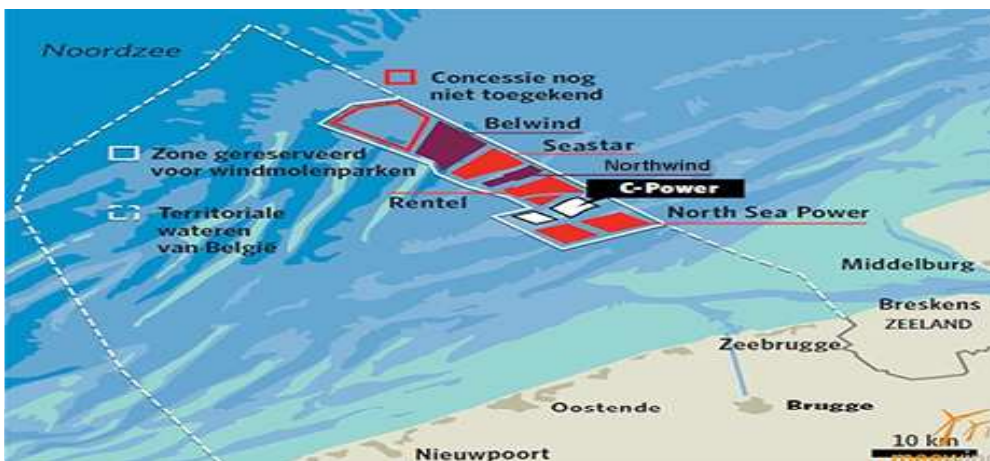 Noordzee
Concessie nog
niet toegekend
Belwind
Seastar
Zone gereserveerd
voor windmolenparken
Northwind
C-Power
Rentel
North Sea Power
Territoriale
wateren
van België
Middelburg
Breskens
ZEELAND
Zeebrugge
Oostende
Brugge
10 km
Nieuwpoort